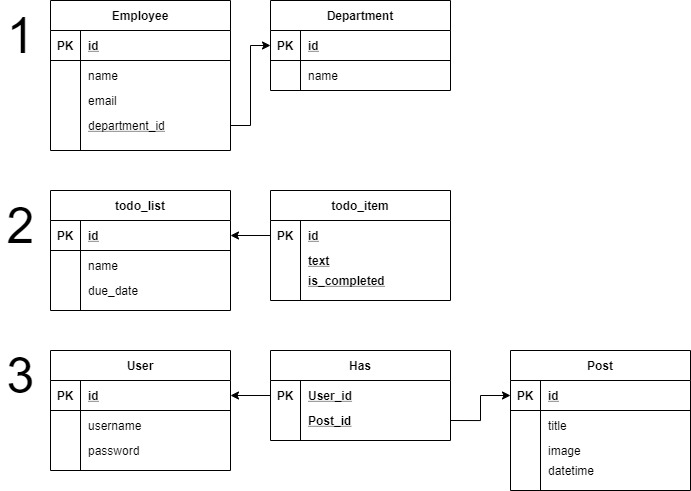 1
Employee
PK id
name
email
department_id
Department
PK id
name
2
todo_list
PK id
name
due_date
todo_item
PK id
text
is_completed
3
User
PK id
username
password
Has
PK User_id
Post_id
Post
PK id
title
image
datetime